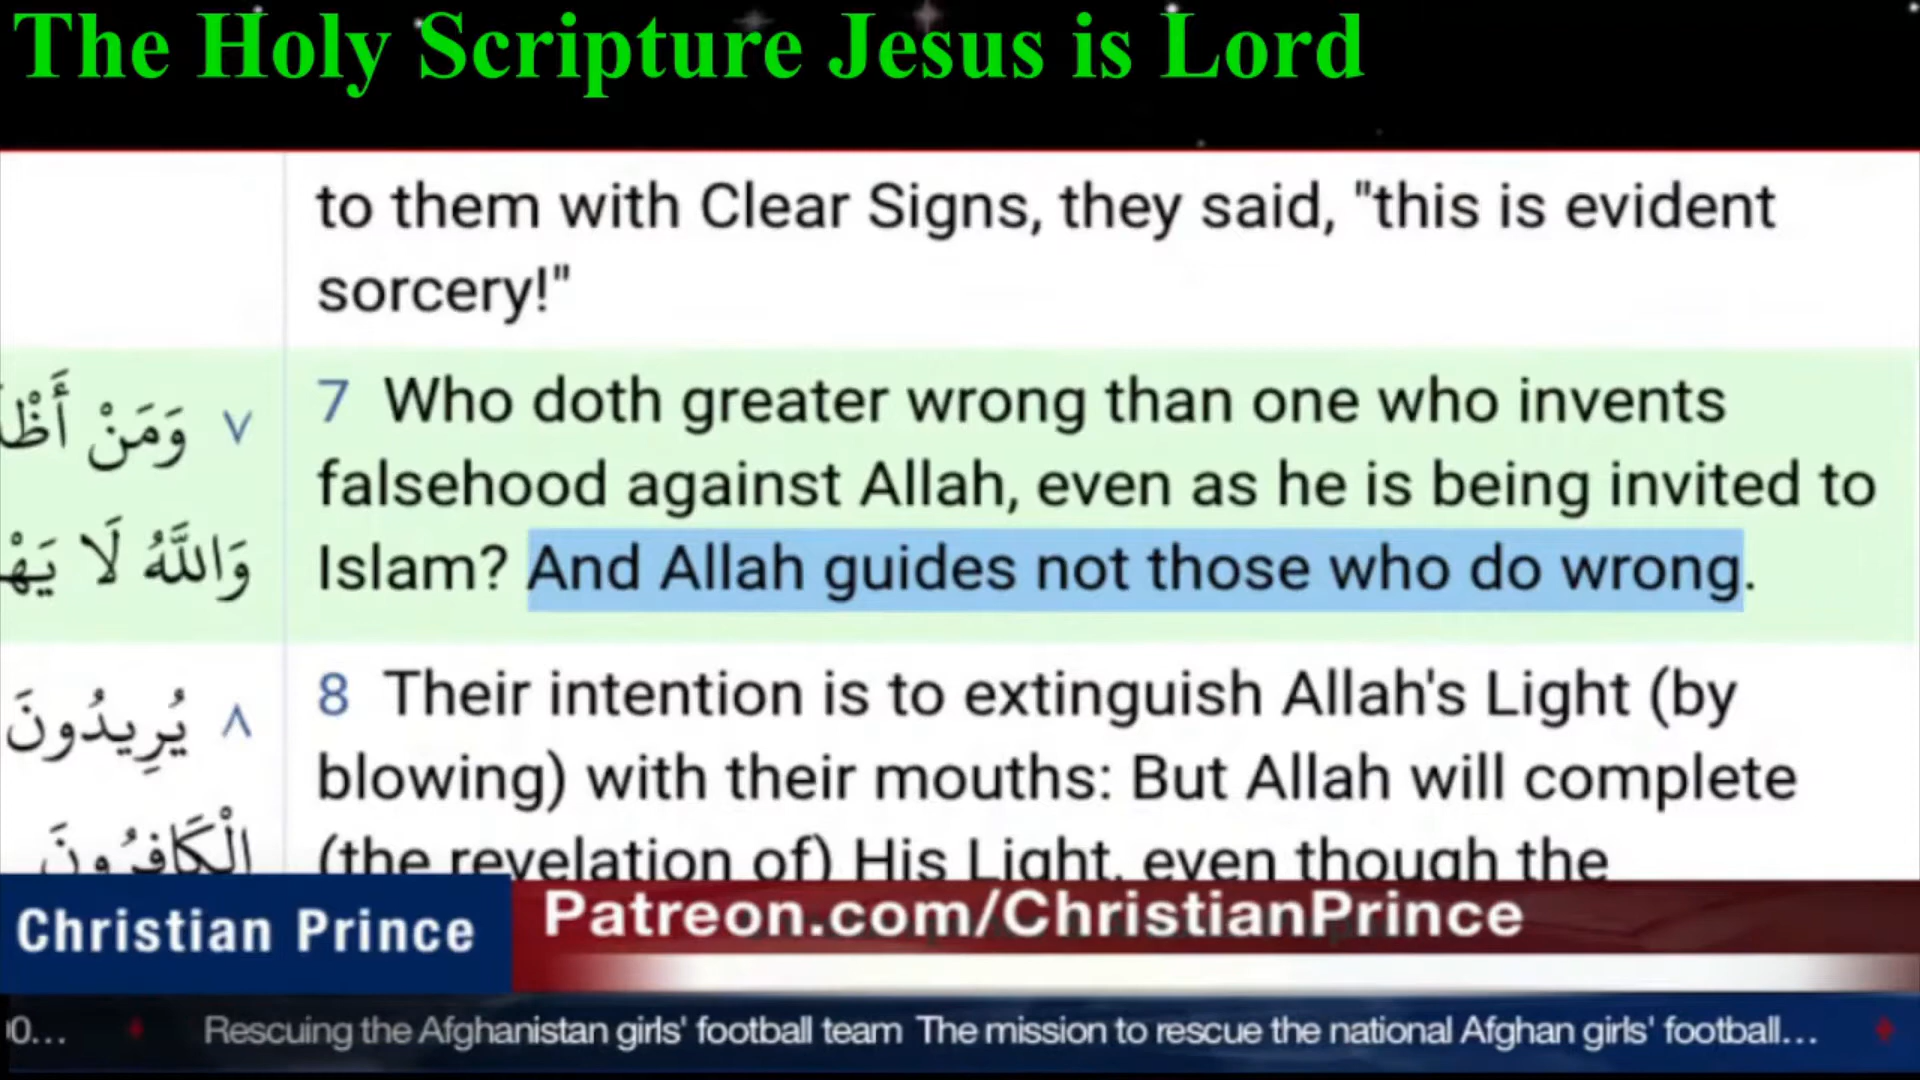 The Holy Scripture Jesus is Lord
to them with Clear Signs, they said, "this is evident
sorcery!"
٧ وَمَنْ
7 Who doth greater wrong than one who invents
falsehood against Allah, even as he is being invited to
وَاللَّهُ لَا
Islam? And Allah guides not those who do wrong.
٨ يُرِيدُونَ
8 Their intention is to extinguish Allah's Light (by
blowing) with their mouths: But Allah will complete
الْكَافِرُونَ
(the revelation of) His Light, even though the
Christian Prince
Patreon.com/ChristianPrince
Rescuing the Afghanistan girls' football team The mission to rescue the national Afghan girls' football...